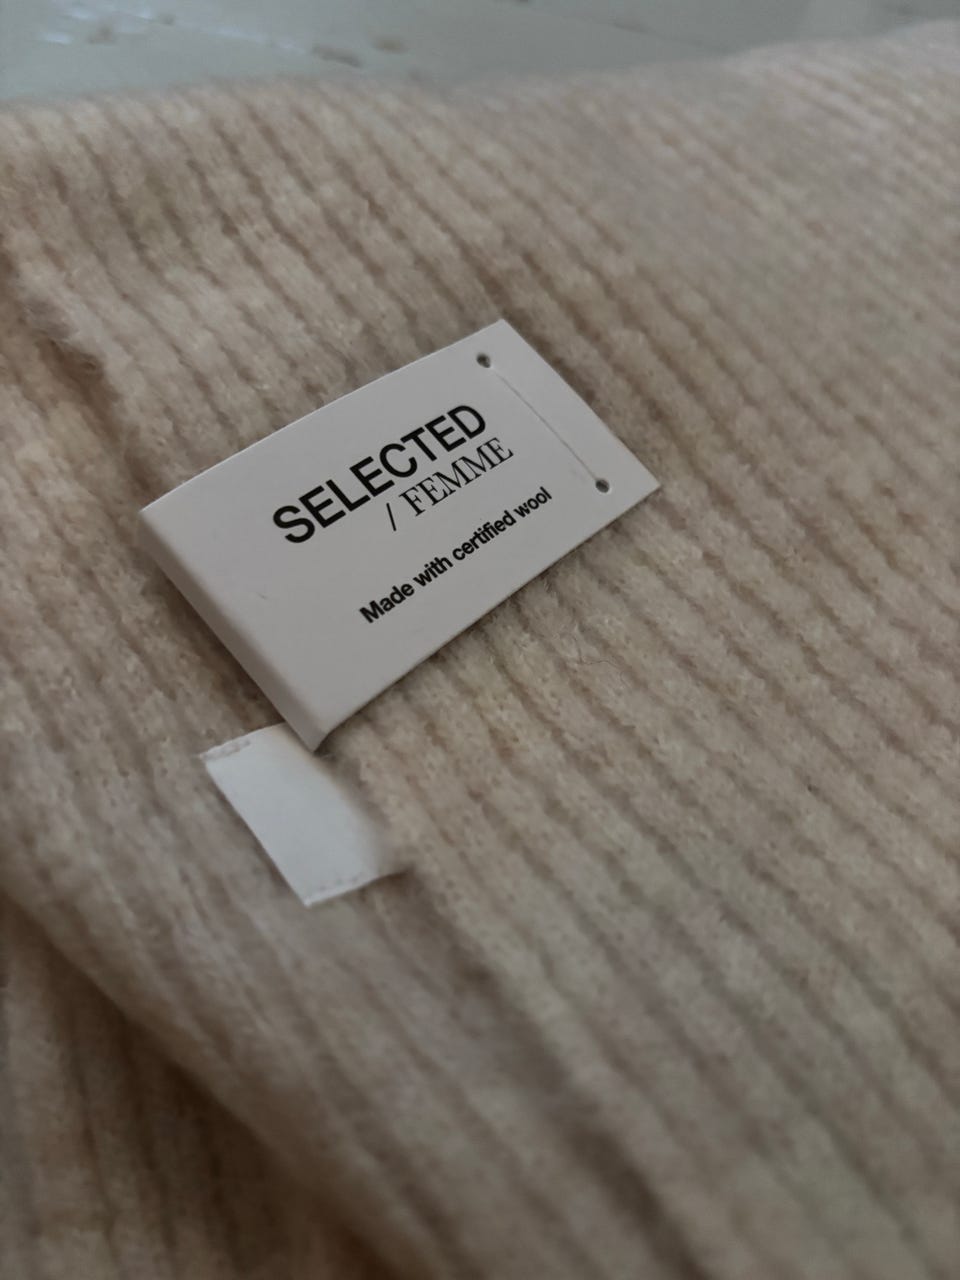 SELECTED
/ FEMME
Made with certified wool